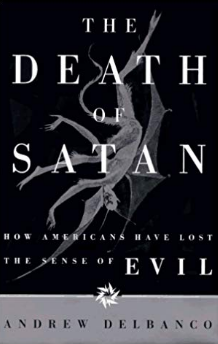 THE
DEATH
OF
SATAN
HOW AMERICANS HAVE LOST
THE SENSE OF EVIL
ANDREW DELBANCO